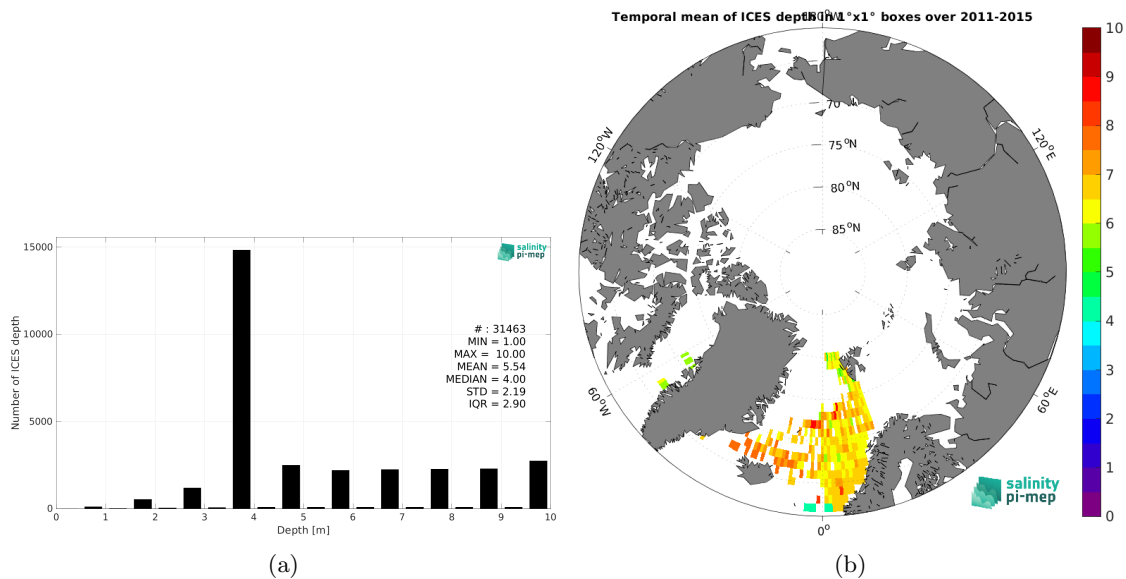 Temporal mean of ICES depth in 1°x1° boxes over 2011-2015
180°W
120°W
120°E
60°W
60°E
0°
70°N
75°N
80°N
85°N
10
9
8
7
6
5
4
3
2
1
0
salinity
pi-mep
15000
10000
5000
0
Number of ICES depth
salinity
pi-mep
# : 31463
MIN = 1.00
MAX = 10.00
MEAN = 5.54
MEDIAN = 4.00
STD = 2.19
IQR = 2.90
0 1 2 3 4 5 6 7 8 9 10
Depth [m]
(a)
(b)